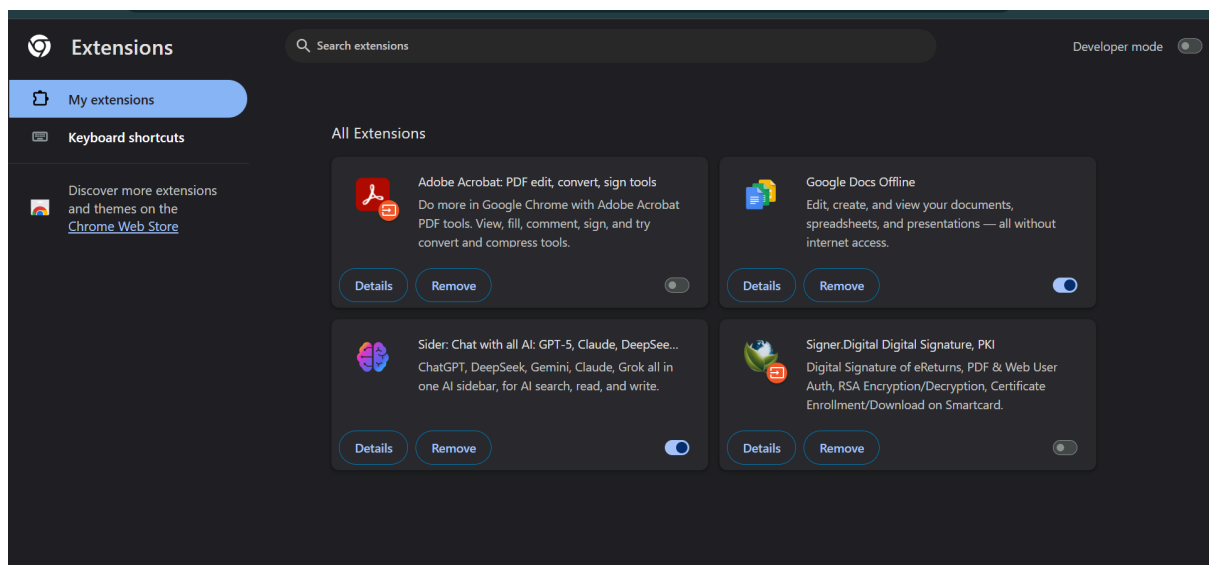 Extensions
Search extensions
Developer mode
My extensions
Keyboard shortcuts
Discover more extensions
and themes on the
Chrome Web Store
All Extensions
Adobe Acrobat: PDF edit, convert, sign tools
Do more in Google Chrome with Adobe Acrobat
PDF tools. View, fill, comment, sign, and try
convert and compress tools.
Details
Remove
Google Docs Offline
Edit, create, and view your documents,
spreadsheets, and presentations — all without
internet access.
Details
Remove
Sider: Chat with all AI: GPT-5, Claude, DeepSee...
ChatGPT, DeepSeek, Gemini, Claude, Grok all in
one AI sidebar, for AI search, read, and write.
Details
Remove
Signer.Digital Digital Signature, PKI
Digital Signature of eReturns, PDF & Web User
Auth, RSA Encryption/Decryption, Certificate
Enrollment/Download on Smartcard.
Details
Remove